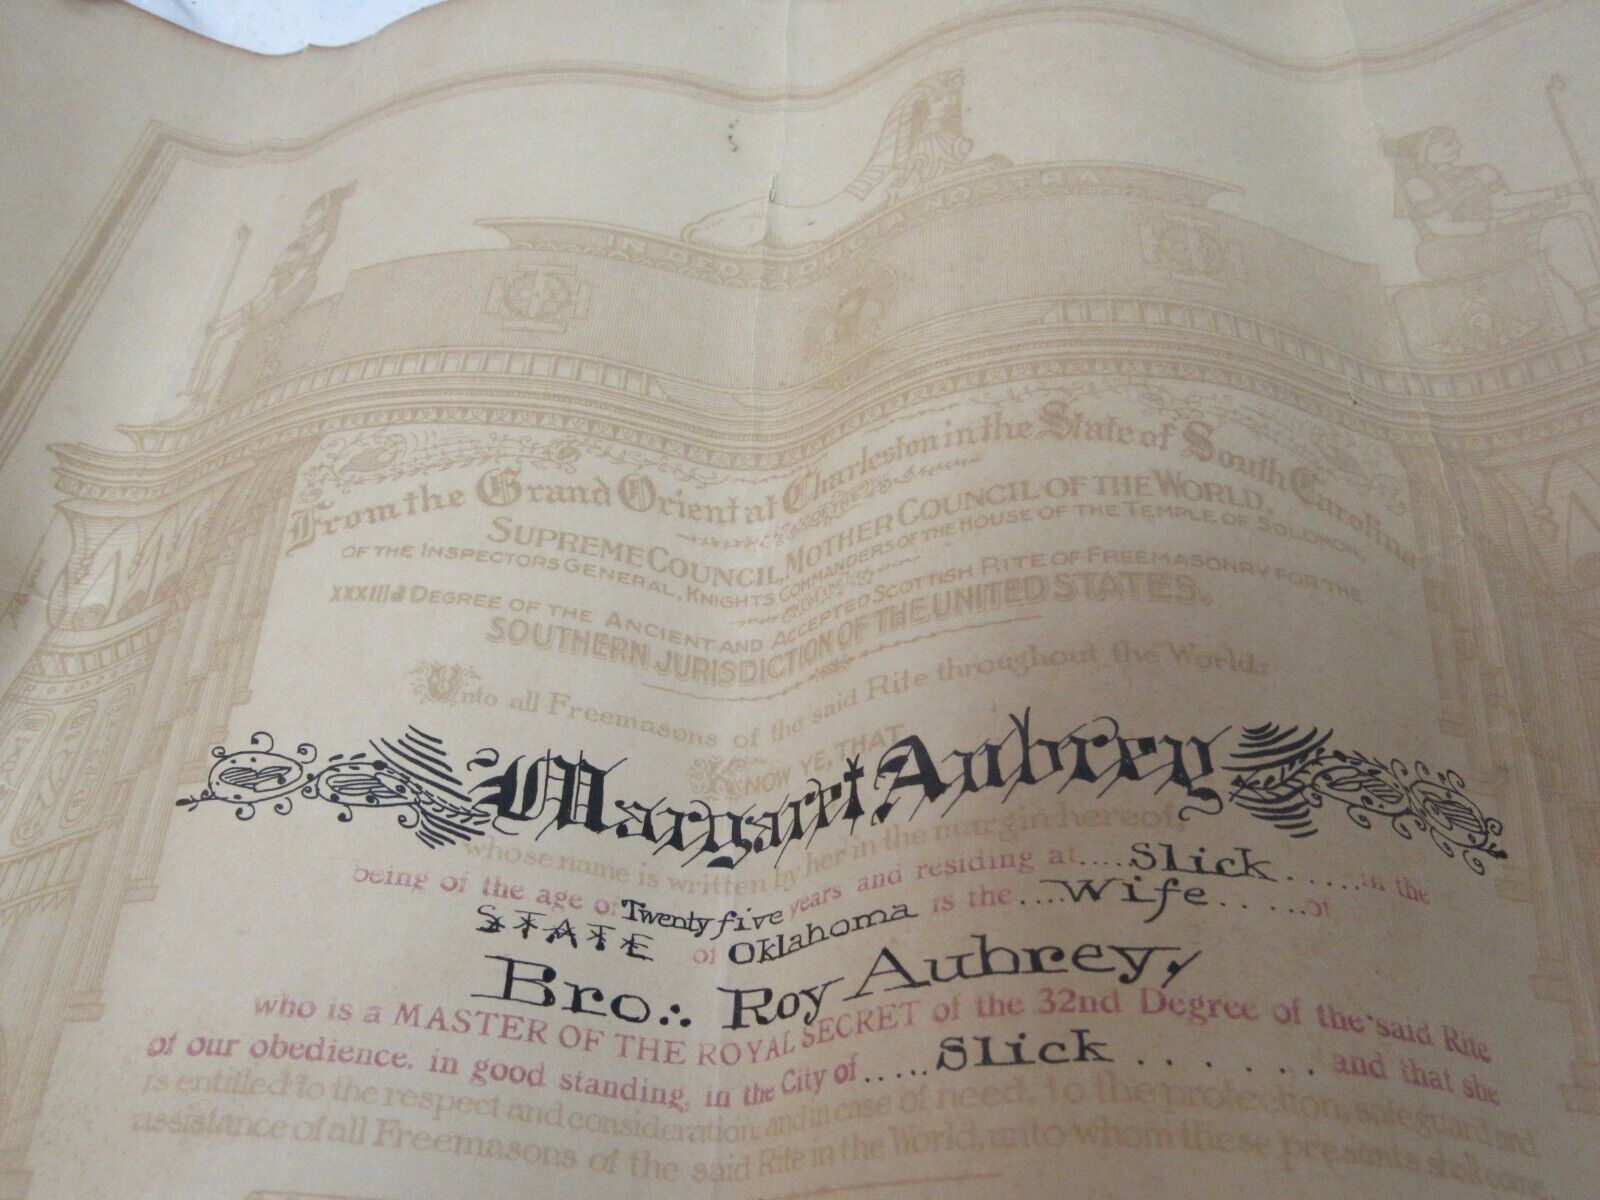 IN DEO FIDUCIA NOSTRA
From the Grand Orient at Charleston in the State of South Carolina
SUPREME COUNCIL, MOTHER COUNCIL OF THE WORLD,
OF THE INSPECTORS GENERAL, KNIGHTS COMMANDERS OF THE HOUSE OF THE TEMPLE OF SOLOMON,
XXXIIId DEGREE OF THE ANCIENT AND ACCEPTED SCOTTISH RITE OF FREEMASONRY FOR THE
SOUTHERN JURISDICTION OF THE UNITED STATES.
Unto all Freemasons of the said Rite throughout the World:
KNOW YE, THAT
Margaret Aubrey
whose name is written by her in the margin hereof,
being of the age of Twenty five years and residing at.....Slick.....in the
STATE of Oklahoma is the....Wife.....of
Bro∴ Roy Aubrey,
who is a MASTER OF THE ROYAL SECRET of the 32nd Degree of the said Rite
of our obedience, in good standing, in the City of.....Slick...... and that she
is entitled to the respect and consideration, and in case of need, to the protection, safeguard and
assistance of all Freemasons of the said Rite in the World, unto whom these presents shall come